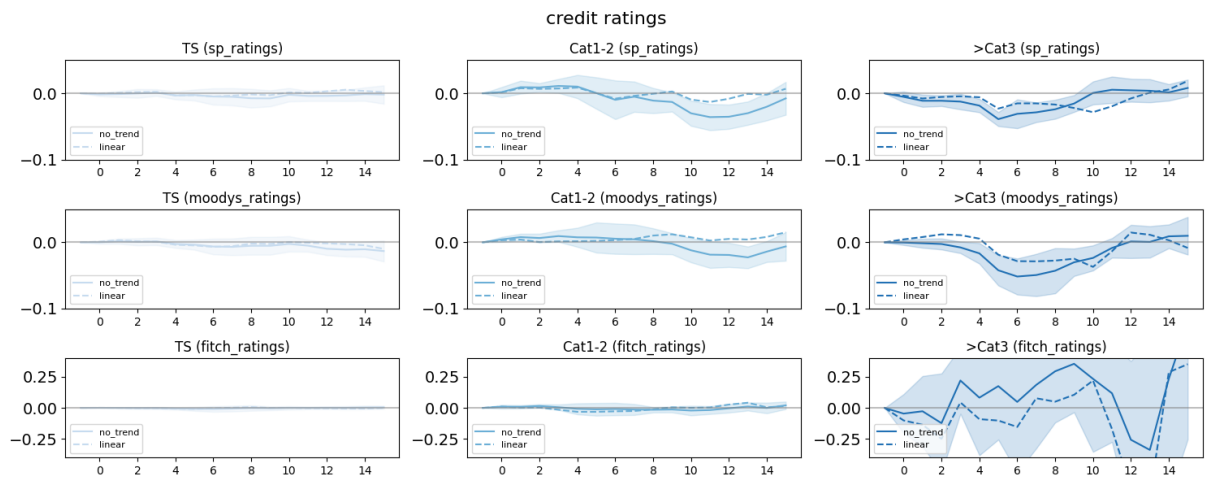 credit ratings
TS (sp_ratings)
0.0
−0.1
no_trend
linear
0 2 4 6 8 10 12 14
Cat1-2 (sp_ratings)
0.0
−0.1
no_trend
linear
0 2 4 6 8 10 12 14
>Cat3 (sp_ratings)
0.0
−0.1
no_trend
linear
0 2 4 6 8 10 12 14
TS (moodys_ratings)
0.0
−0.1
no_trend
linear
0 2 4 6 8 10 12 14
Cat1-2 (moodys_ratings)
0.0
−0.1
no_trend
linear
0 2 4 6 8 10 12 14
>Cat3 (moodys_ratings)
0.0
−0.1
no_trend
linear
0 2 4 6 8 10 12 14
TS (fitch_ratings)
0.25
0.00
−0.25
no_trend
linear
0 2 4 6 8 10 12 14
Cat1-2 (fitch_ratings)
0.25
0.00
−0.25
no_trend
linear
0 2 4 6 8 10 12 14
>Cat3 (fitch_ratings)
0.25
0.00
−0.25
no_trend
linear
0 2 4 6 8 10 12 14